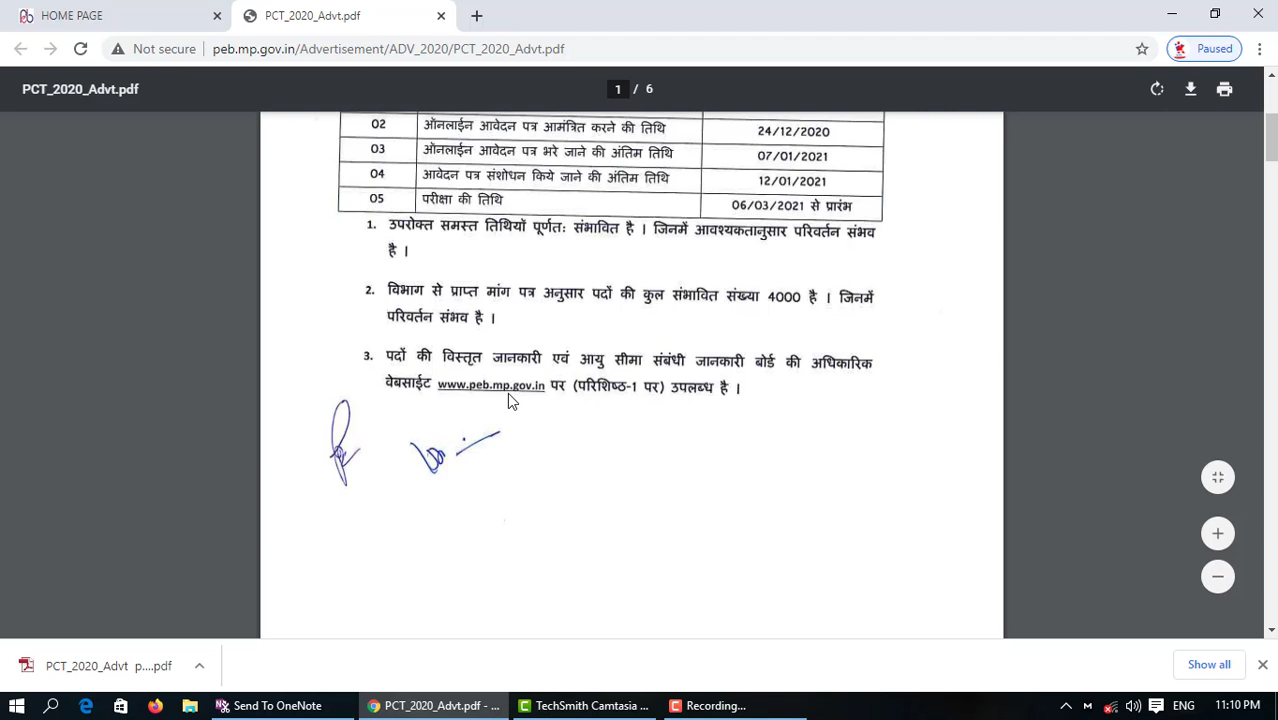 HOME PAGE
PCT_2020_Advt.pdf
Not secure
peb.mp.gov.in/Advertisement/ADV_2020/PCT_2020_Advt.pdf
Paused
PCT_2020_Advt.pdf
1 / 6
02 ऑनलाईन आवेदन पत्र आमंत्रित करने की तिथि 24/12/2020
03 ऑनलाईन आवेदन पत्र भरे जाने की अंतिम तिथि 07/01/2021
04 आवेदन पत्र संशोधन किये जाने की अंतिम तिथि 12/01/2021
05 परीक्षा की तिथि 06/03/2021 से प्रारंभ
1. उपरोक्त समस्त तिथियॉ पूर्णतः संभावित है । जिनमें आवश्यकतानुसार परिवर्तन संभव
है ।
2. विभाग से प्राप्त मांग पत्र अनुसार पदों की कुल संभावित संख्या 4000 है । जिनमें
परिवर्तन संभव है ।
3. पदों की विस्तृत जानकारी एवं आयु सीमा संबंधी जानकारी बोर्ड की अधिकारिक
वेबसाईट www.peb.mp.gov.in पर (परिशिष्ठ-1 पर) उपलब्ध है ।
PCT_2020_Advt p....pdf
Show all
Send To OneNote
PCT_2020_Advt.pdf - ...
TechSmith Camtasia ...
Recording...
ENG
11:10 PM